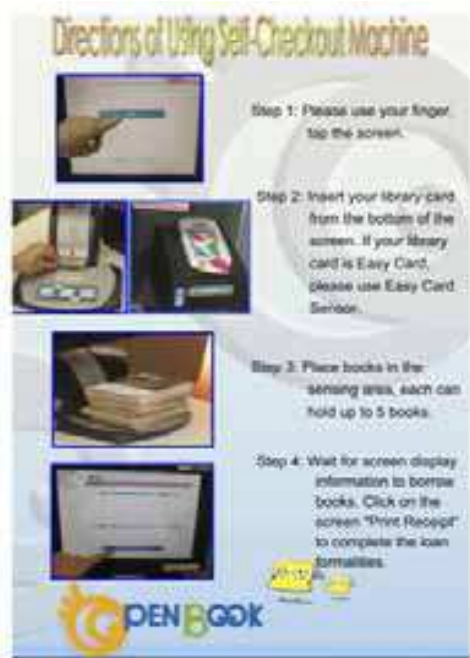 Directions of Using Self-Checkout Machine
Step 1: Please use your finger,
tap the screen.
Step 2: Insert your library card
from the bottom of the
screen. If your library
card is Easy Card,
please use Easy Card
Sensor.
Step 3: Place books in the
sensing area, each can
hold up to 5 books.
Step 4: Wait for screen display
information to borrow
books. Click on the
screen "Print Receipt"
to complete the loan
formalities.
OPEN BOOK